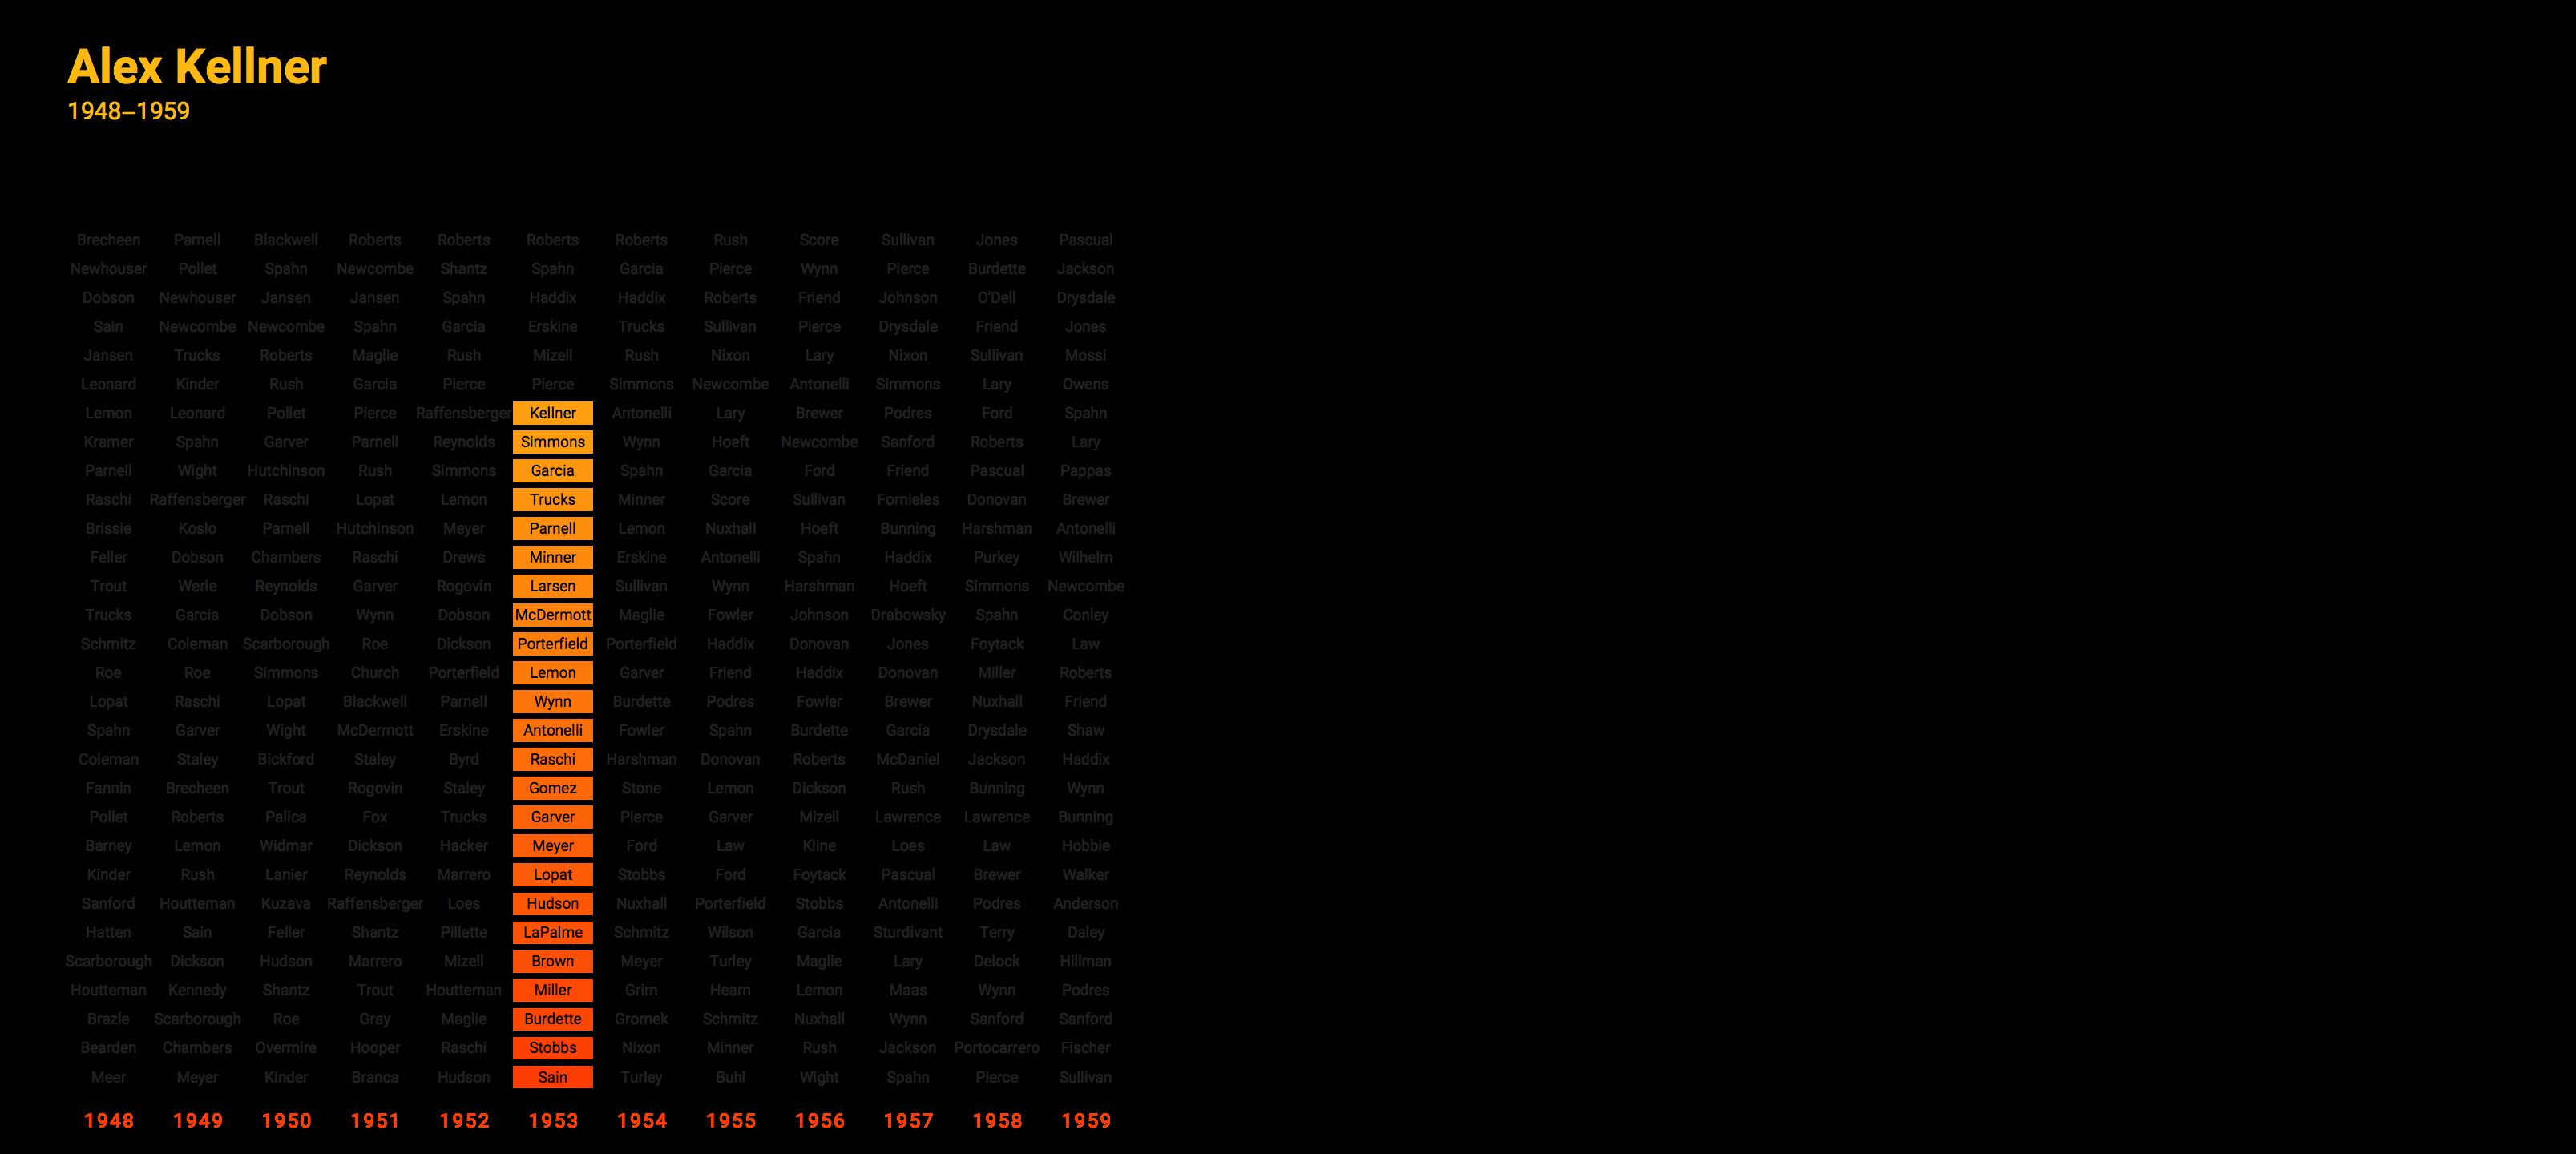 Alex Kellner
1948–1959
Brecheen Parnell Blackwell Roberts Roberts Roberts Roberts Rush Score Sullivan Jones Pascual
Newhouser Pollet Spahn Newcombe Shantz Spahn Garcia Pierce Wynn Pierce Burdette Jackson
Dobson Newhouser Jansen Jansen Spahn Haddix Haddix Roberts Friend Johnson O'Dell Drysdale
Sain Newcombe Newcombe Spahn Garcia Erskine Trucks Sullivan Pierce Drysdale Friend Jones
Jansen Trucks Roberts Maglie Rush Mizell Rush Nixon Lary Nixon Sullivan Mossi
Leonard Kinder Rush Garcia Pierce Pierce Simmons Newcombe Antonelli Simmons Lary Owens
Lemon Leonard Pollet Pierce Raffensberger Kellner Antonelli Lary Brewer Podres Ford Spahn
Kramer Spahn Garver Parnell Reynolds Simmons Wynn Hoeft Newcombe Sanford Roberts Lary
Parnell Wight Hutchinson Rush Simmons Garcia Spahn Garcia Ford Friend Pascual Pappas
Raschi Raffensberger Raschi Lopat Lemon Trucks Minner Score Sullivan Fornieles Donovan Brewer
Brissie Koslo Parnell Hutchinson Meyer Parnell Lemon Nuxhall Hoeft Bunning Harshman Antonelli
Feller Dobson Chambers Raschi Drews Minner Erskine Antonelli Spahn Haddix Purkey Wilhelm
Trout Werle Reynolds Garver Rogovin Larsen Sullivan Wynn Harshman Hoeft Simmons Newcombe
Trucks Garcia Dobson Wynn Dobson McDermott Maglie Fowler Johnson Drabowsky Spahn Conley
Schmitz Coleman Scarborough Roe Dickson Porterfield Porterfield Haddix Donovan Jones Foytack Law
Roe Roe Simmons Church Porterfield Lemon Garver Friend Haddix Donovan Miller Roberts
Lopat Raschi Lopat Blackwell Parnell Wynn Burdette Podres Fowler Brewer Nuxhall Friend
Spahn Garver Wight McDermott Erskine Antonelli Fowler Spahn Burdette Garcia Drysdale Shaw
Coleman Staley Bickford Staley Byrd Raschi Harshman Donovan Roberts McDaniel Jackson Haddix
Fannin Brecheen Trout Rogovin Staley Gomez Stone Lemon Dickson Rush Bunning Wynn
Pollet Roberts Palica Fox Trucks Garver Pierce Garver Mizell Lawrence Lawrence Bunning
Barney Lemon Widmar Dickson Hacker Meyer Ford Law Kline Loes Law Hobbie
Kinder Rush Lanier Reynolds Marrero Lopat Stobbs Ford Foytack Pascual Brewer Walker
Sanford Houtteman Kuzava Raffensberger Loes Hudson Nuxhall Porterfield Stobbs Antonelli Podres Anderson
Hatten Sain Feller Shantz Pillette LaPalme Schmitz Wilson Garcia Sturdivant Terry Daley
Scarborough Dickson Hudson Marrero Mizell Brown Meyer Turley Maglie Lary Delock Hillman
Houtteman Kennedy Shantz Trout Houtteman Miller Grim Hearn Lemon Maas Wynn Podres
Brazle Scarborough Roe Gray Maglie Burdette Gromek Schmitz Nuxhall Wynn Sanford Sanford
Bearden Chambers Overmire Hooper Raschi Stobbs Nixon Minner Rush Jackson Portocarrero Fischer
Meer Meyer Kinder Branca Hudson Sain Turley Buhl Wight Spahn Pierce Sullivan
1948 1949 1950 1951 1952 1953 1954 1955 1956 1957 1958 1959